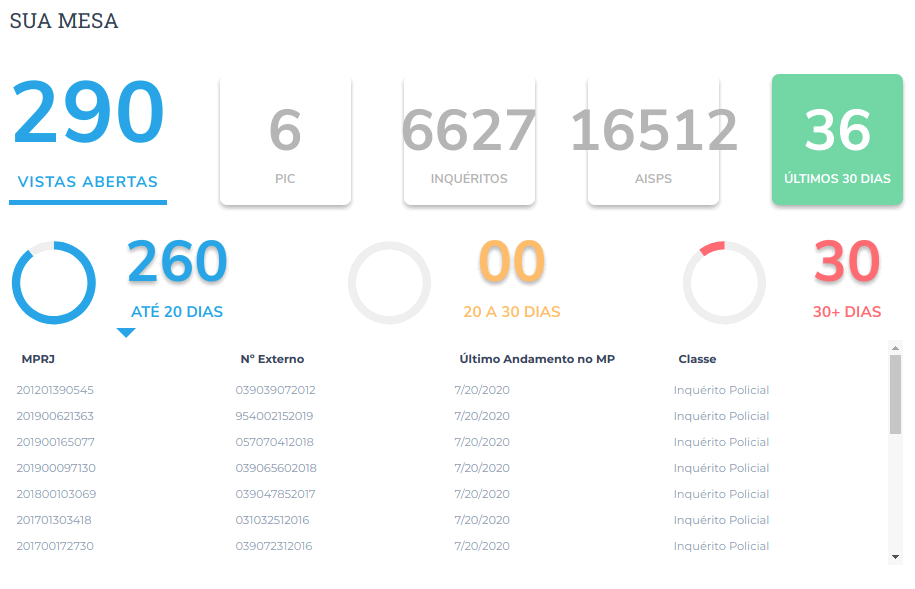 SUA MESA
290
VISTAS ABERTAS
6
PIC
6627
INQUÉRITOS
16512
AISPS
36
ÚLTIMOS 30 DIAS
260
ATÉ 20 DIAS
00
20 A 30 DIAS
30
30+ DIAS
MPRJ Nº Externo Último Andamento no MP Classe
201201390545 039039072012 7/20/2020 Inquérito Policial
201900621363 954002152019 7/20/2020 Inquérito Policial
201900165077 057070412018 7/20/2020 Inquérito Policial
201900097130 039065602018 7/20/2020 Inquérito Policial
201800103069 039047852017 7/20/2020 Inquérito Policial
201701303418 031032512016 7/20/2020 Inquérito Policial
201700172730 039072312016 7/20/2020 Inquérito Policial